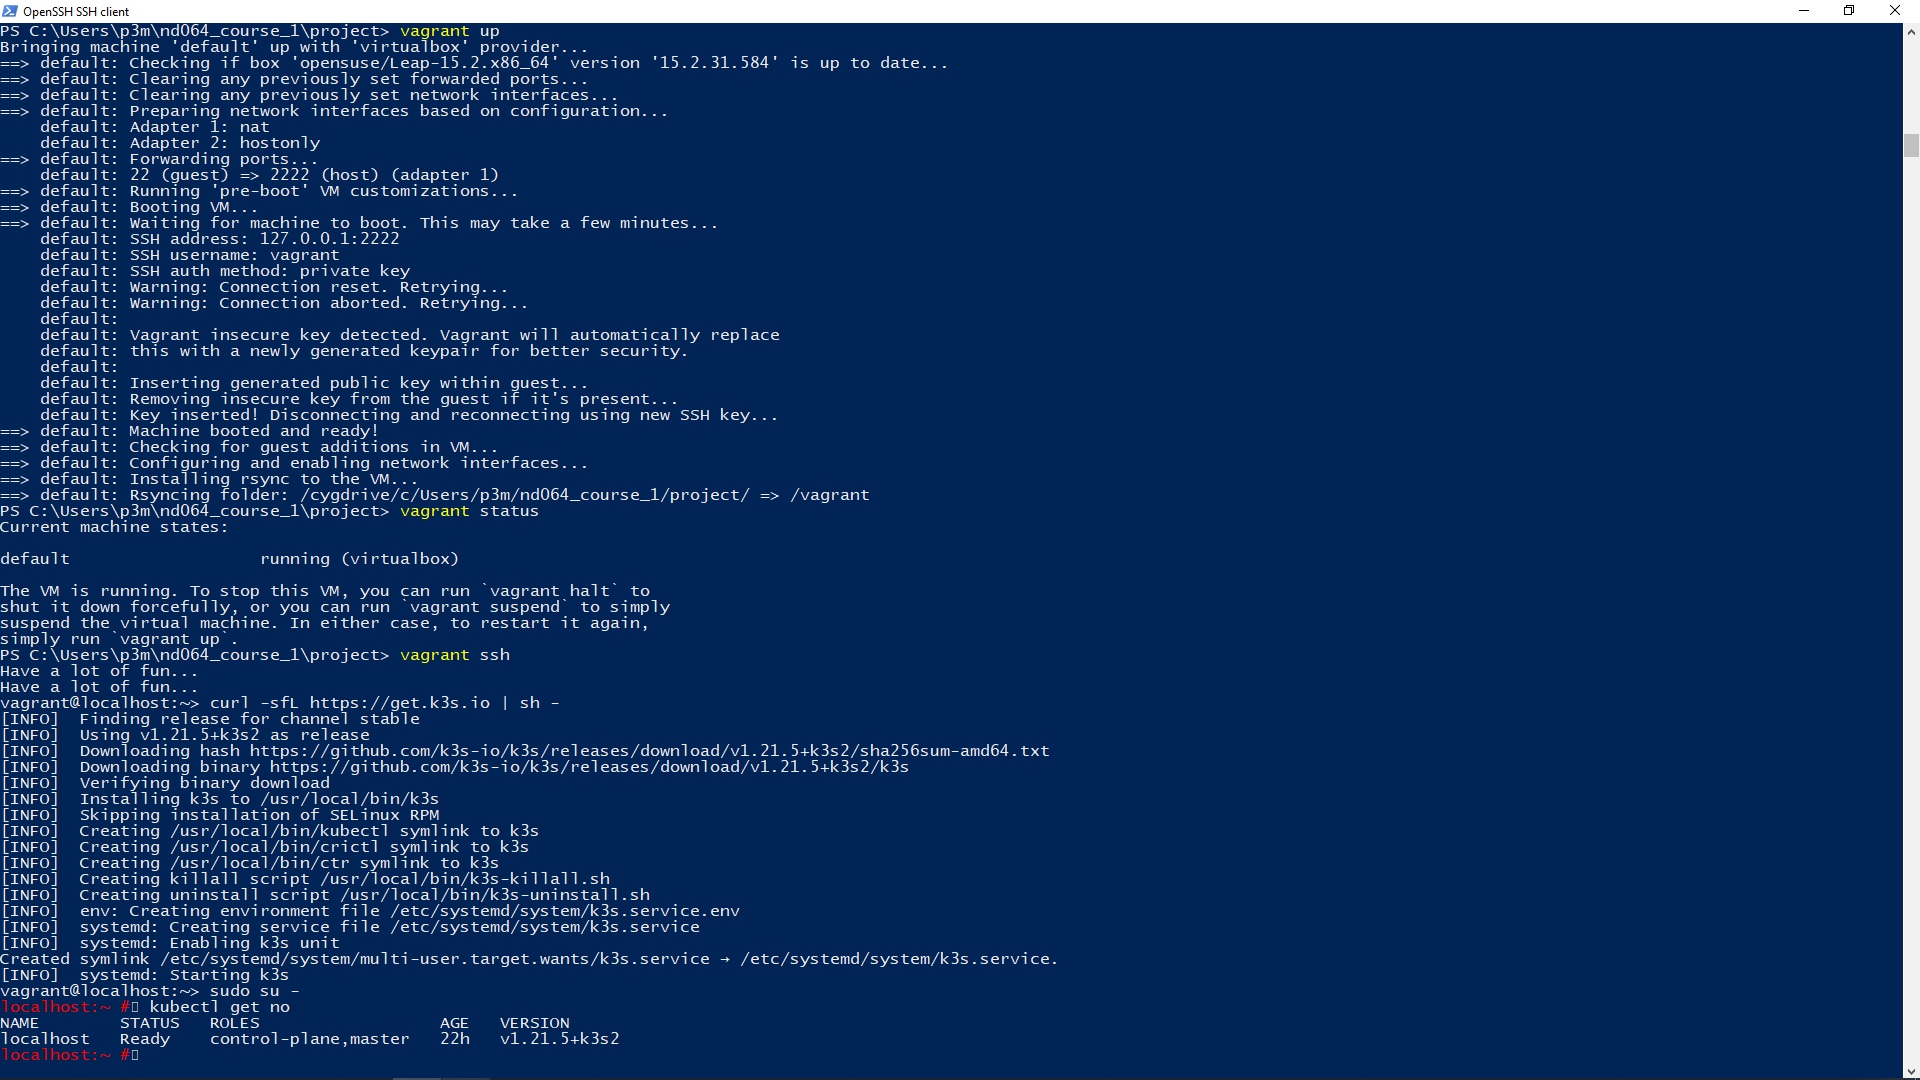 OpenSSH SSH client
PS C:\Users\p3m\nd064_course_1\project> vagrant up
Bringing machine 'default' up with 'virtualbox' provider...
==> default: Checking if box 'opensuse/Leap-15.2.x86_64' version '15.2.31.584' is up to date...
==> default: Clearing any previously set forwarded ports...
==> default: Clearing any previously set network interfaces...
==> default: Preparing network interfaces based on configuration...
    default: Adapter 1: nat
    default: Adapter 2: hostonly
==> default: Forwarding ports...
    default: 22 (guest) => 2222 (host) (adapter 1)
==> default: Running 'pre-boot' VM customizations...
==> default: Booting VM...
==> default: Waiting for machine to boot. This may take a few minutes...
    default: SSH address: 127.0.0.1:2222
    default: SSH username: vagrant
    default: SSH auth method: private key
    default: Warning: Connection reset. Retrying...
    default: Warning: Connection aborted. Retrying...
    default:
    default: Vagrant insecure key detected. Vagrant will automatically replace
    default: this with a newly generated keypair for better security.
    default:
    default: Inserting generated public key within guest...
    default: Removing insecure key from the guest if it's present...
    default: Key inserted! Disconnecting and reconnecting using new SSH key...
==> default: Machine booted and ready!
==> default: Checking for guest additions in VM...
==> default: Configuring and enabling network interfaces...
==> default: Installing rsync to the VM...
==> default: Rsyncing folder: /cygdrive/c/Users/p3m/nd064_course_1/project/ => /vagrant
PS C:\Users\p3m\nd064_course_1\project> vagrant status
Current machine states:

default                   running (virtualbox)

The VM is running. To stop this VM, you can run `vagrant halt` to
shut it down forcefully, or you can run `vagrant suspend` to simply
suspend the virtual machine. In either case, to restart it again,
simply run `vagrant up`.
PS C:\Users\p3m\nd064_course_1\project> vagrant ssh
Have a lot of fun...
Have a lot of fun...
vagrant@localhost:~> curl -sfL https://get.k3s.io | sh -
[INFO]  Finding release for channel stable
[INFO]  Using v1.21.5+k3s2 as release
[INFO]  Downloading hash https://github.com/k3s-io/k3s/releases/download/v1.21.5+k3s2/sha256sum-amd64.txt
[INFO]  Downloading binary https://github.com/k3s-io/k3s/releases/download/v1.21.5+k3s2/k3s
[INFO]  Verifying binary download
[INFO]  Installing k3s to /usr/local/bin/k3s
[INFO]  Skipping installation of SELinux RPM
[INFO]  Creating /usr/local/bin/kubectl symlink to k3s
[INFO]  Creating /usr/local/bin/crictl symlink to k3s
[INFO]  Creating /usr/local/bin/ctr symlink to k3s
[INFO]  Creating killall script /usr/local/bin/k3s-killall.sh
[INFO]  Creating uninstall script /usr/local/bin/k3s-uninstall.sh
[INFO]  env: Creating environment file /etc/systemd/system/k3s.service.env
[INFO]  systemd: Creating service file /etc/systemd/system/k3s.service
[INFO]  systemd: Enabling k3s unit
Created symlink /etc/systemd/system/multi-user.target.wants/k3s.service → /etc/systemd/system/k3s.service.
[INFO]  systemd: Starting k3s
vagrant@localhost:~> sudo su -
localhost:~ #▯ kubectl get no
NAME        STATUS   ROLES                  AGE   VERSION
localhost   Ready    control-plane,master   22h   v1.21.5+k3s2
localhost:~ #▯